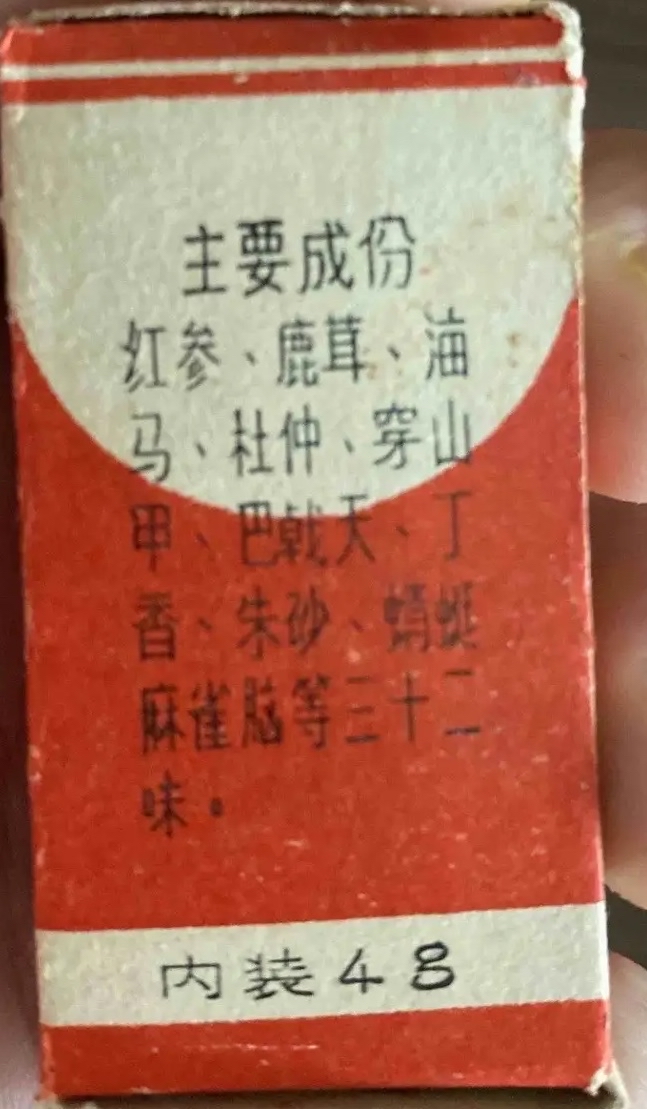 主要成份
红参、鹿茸、海
马、杜仲、穿山
甲、巴戟天、丁
香、朱砂、蜻蜓
麻雀脑等三十二
味。
内装4g